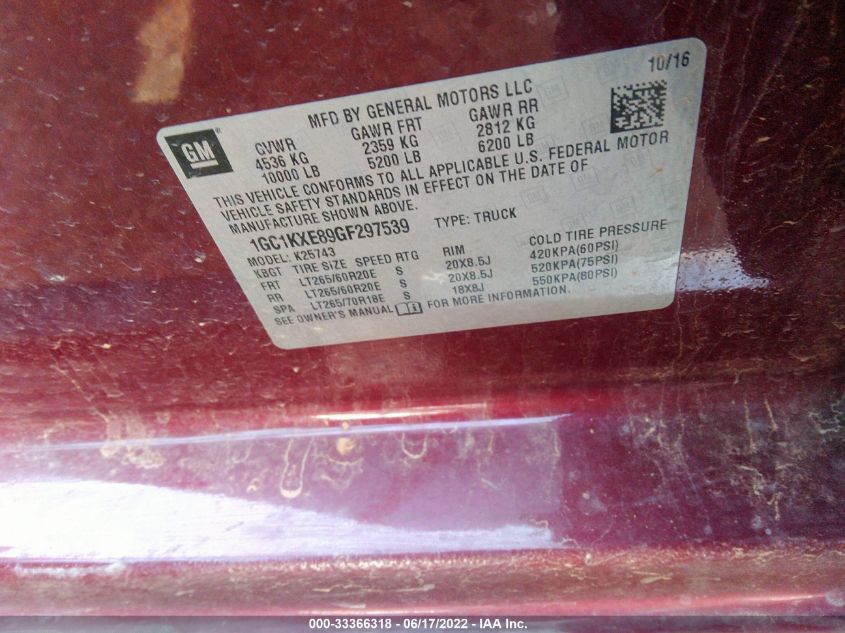 10/16
MFD BY GENERAL MOTORS LLC
GM
GVWR GAWR FRT GAWR RR
4536 KG 2359 KG 2812 KG
10000 LB 5200 LB 6200 LB
THIS VEHICLE CONFORMS TO ALL APPLICABLE U.S. FEDERAL MOTOR
VEHICLE SAFETY STANDARDS IN EFFECT ON THE DATE OF
MANUFACTURE SHOWN ABOVE.
1GC1KXE89GF297539 TYPE: TRUCK
MODEL: K25743
XBGT TIRE SIZE SPEED RTG RIM COLD TIRE PRESSURE
FRT LT265/60R20E S 20X8.5J 420KPA(60PSI)
RR LT265/60R20E S 20X8.5J 520KPA(75PSI)
SPA LT265/70R18E S 18X8J 550KPA(80PSI)
SEE OWNER'S MANUAL FOR MORE INFORMATION.
000-33366318 - 06/17/2022 - IAA Inc.